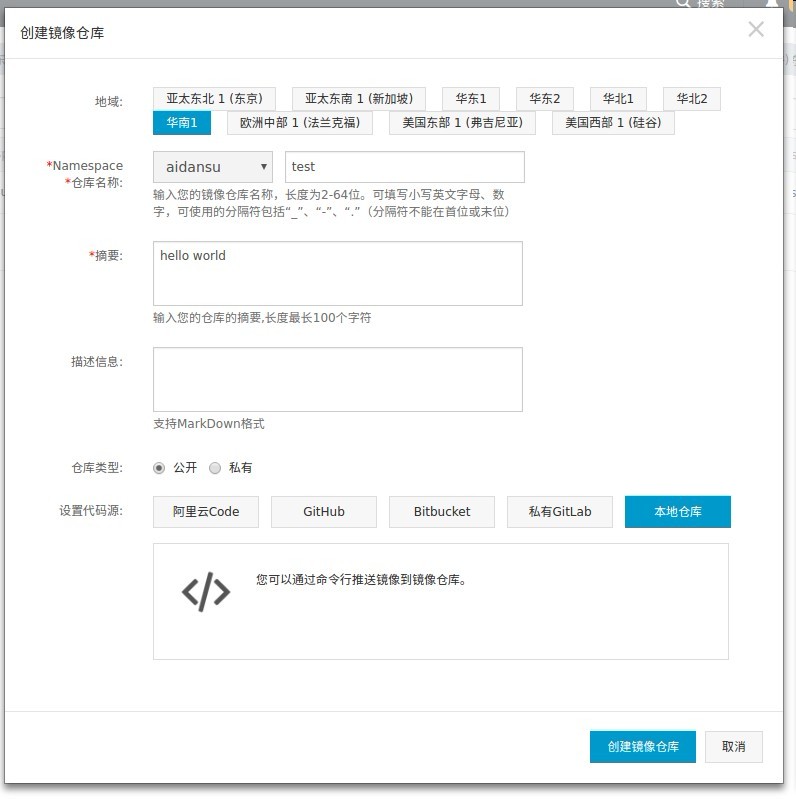 搜索
创建镜像仓库
地域: 亚太东北 1 (东京) 亚太东南 1 (新加坡) 华东1 华东2 华北1 华北2
华南1 欧洲中部 1 (法兰克福) 美国东部 1 (弗吉尼亚) 美国西部 1 (硅谷)
*Namespace aidansu test
*仓库名称:
输入您的镜像仓库名称，长度为2-64位。可填写小写英文字母、数
字，可使用的分隔符包括“_”、“-”、“.”（分隔符不能在首位或末位）
*摘要: hello world
输入您的仓库的摘要,长度最长100个字符
描述信息:
支持MarkDown格式
仓库类型: 公开 私有
设置代码源: 阿里云Code GitHub Bitbucket 私有GitLab 本地仓库
您可以通过命令行推送镜像到镜像仓库。
创建镜像仓库 取消